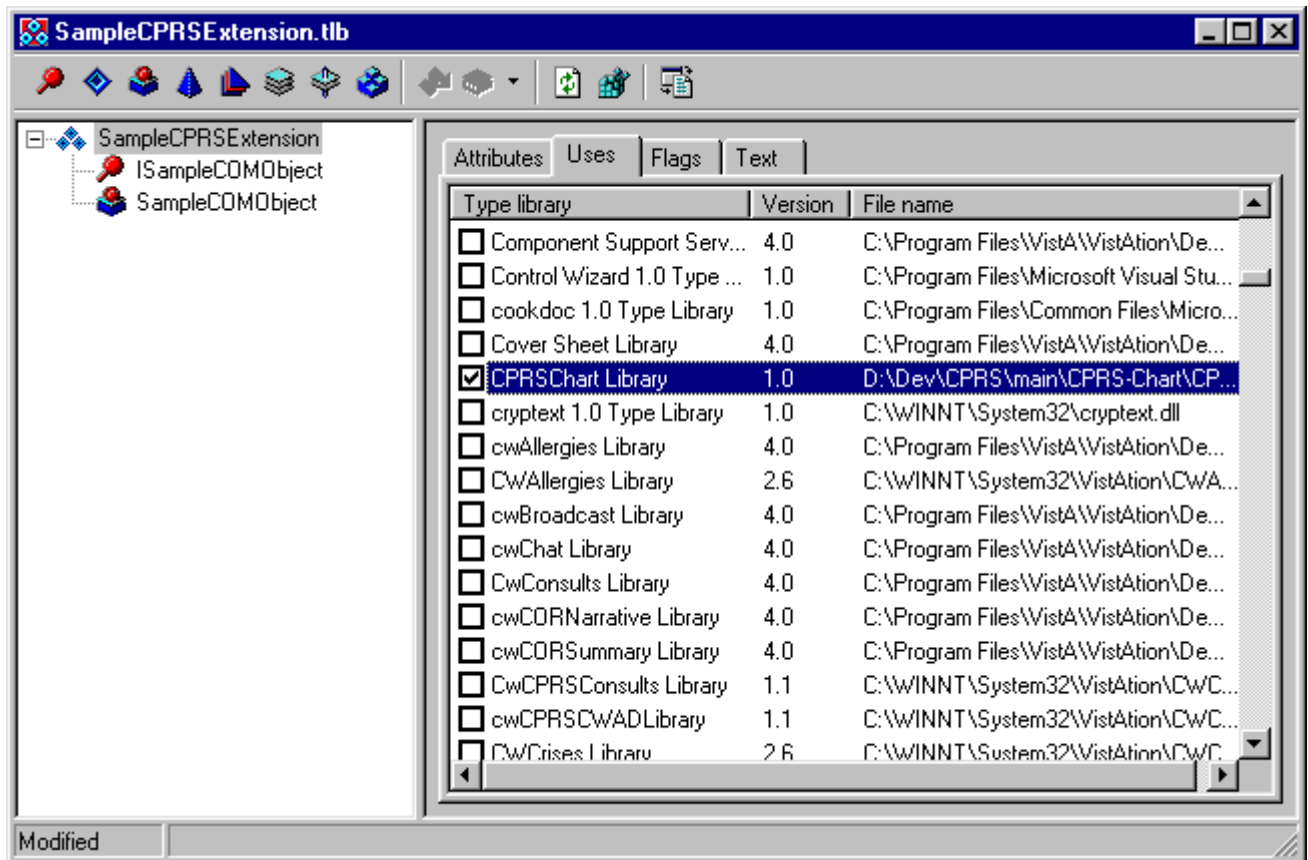 SampleCPRSExtension.tlb
SampleCPRSExtension
ISampleCOMObject
SampleCOMObject
Attributes Uses Flags Text
Type library Version File name
Component Support Serv... 4.0 C:\Program Files\VistA\VistAtion\De...
Control Wizard 1.0 Type ... 1.0 C:\Program Files\Microsoft Visual Stu...
cookdoc 1.0 Type Library 1.0 C:\Program Files\Common Files\Micro...
Cover Sheet Library 4.0 C:\Program Files\VistA\VistAtion\De...
CPRSChart Library 1.0 D:\Dev\CPRS\main\CPRS-Chart\CP...
cryptext 1.0 Type Library 1.0 C:\WINNT\System32\cryptext.dll
cwAllergies Library 4.0 C:\Program Files\VistA\VistAtion\De...
CWAllergies Library 2.6 C:\WINNT\System32\VistAtion\CWA...
cwBroadcast Library 4.0 C:\Program Files\VistA\VistAtion\De...
cwChat Library 4.0 C:\Program Files\VistA\VistAtion\De...
CwConsults Library 4.0 C:\Program Files\VistA\VistAtion\De...
cwCORNarrative Library 4.0 C:\Program Files\VistA\VistAtion\De...
cwCORSummary Library 4.0 C:\Program Files\VistA\VistAtion\De...
CwCPRSConsults Library 1.1 C:\WINNT\System32\VistAtion\CWC...
cwCPRSCWADLibrary 1.1 C:\WINNT\System32\VistAtion\CWC...
CWCrises Library 2.6 C:\WINNT\System32\VistAtion\CWC
Modified